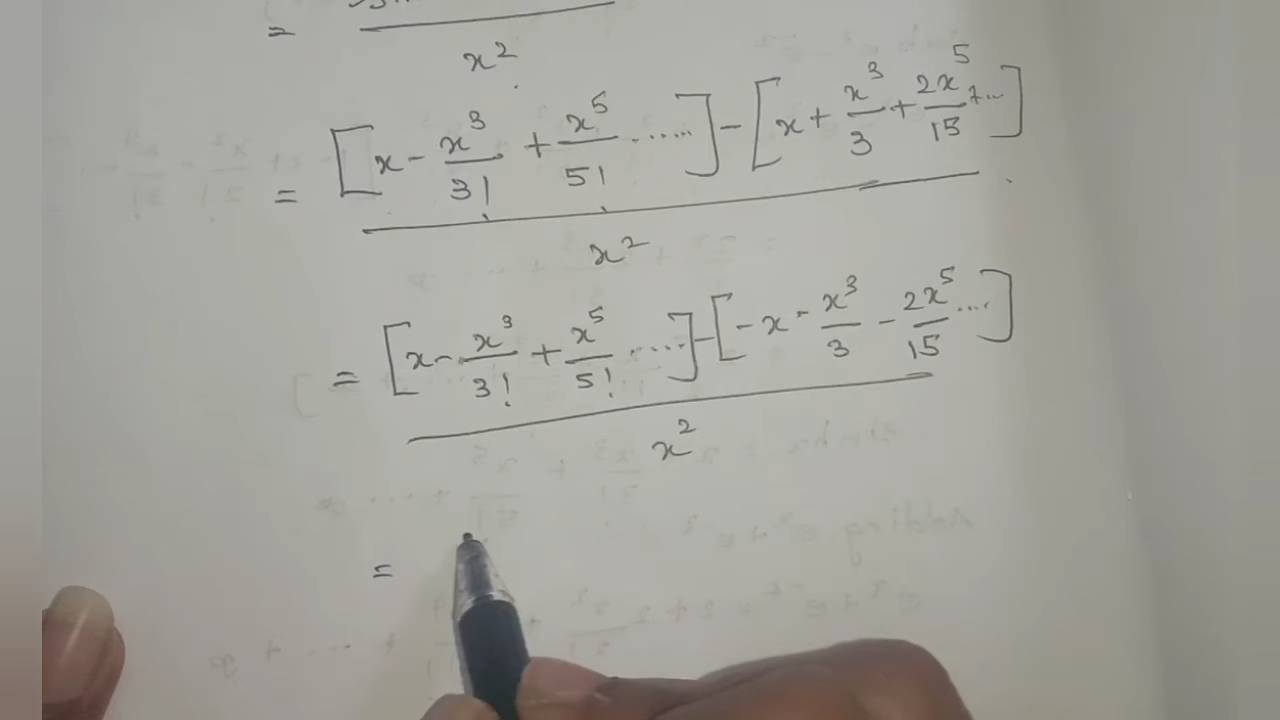 =
x²
= [x - x³/3! + x⁵/5! ......] - [x + x³/3 + 2x⁵/15 + ...]
x²
= [x - x³/3! + x⁵/5! .....] - [-x - x³/3 - 2x⁵/15 ....]
x²
=